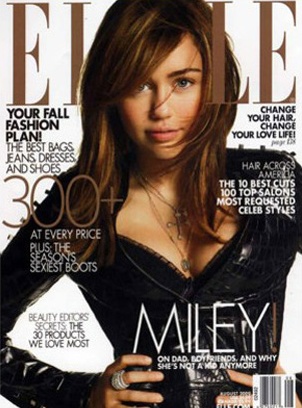 ELLE
YOUR FALL
FASHION
PLAN!
THE BEST BAGS,
JEANS, DRESSES,
AND SHOES
300+
AT EVERY PRICE
PLUS: THE
SEASON'S
SEXIEST BOOTS
BEAUTY EDITORS'
SECRETS: THE
30 PRODUCTS
WE LOVE MOST
CHANGE
YOUR HAIR,
CHANGE
YOUR LOVE LIFE!
page 128
HAIR ACROSS
AMERICA
THE 10 BEST CUTS
100 TOP SALONS
MOST REQUESTED
CELEB STYLES
MILEY!
ON DAD, BOYFRIENDS, AND WHY
SHE'S NOT A KID ANYMORE
AUGUST